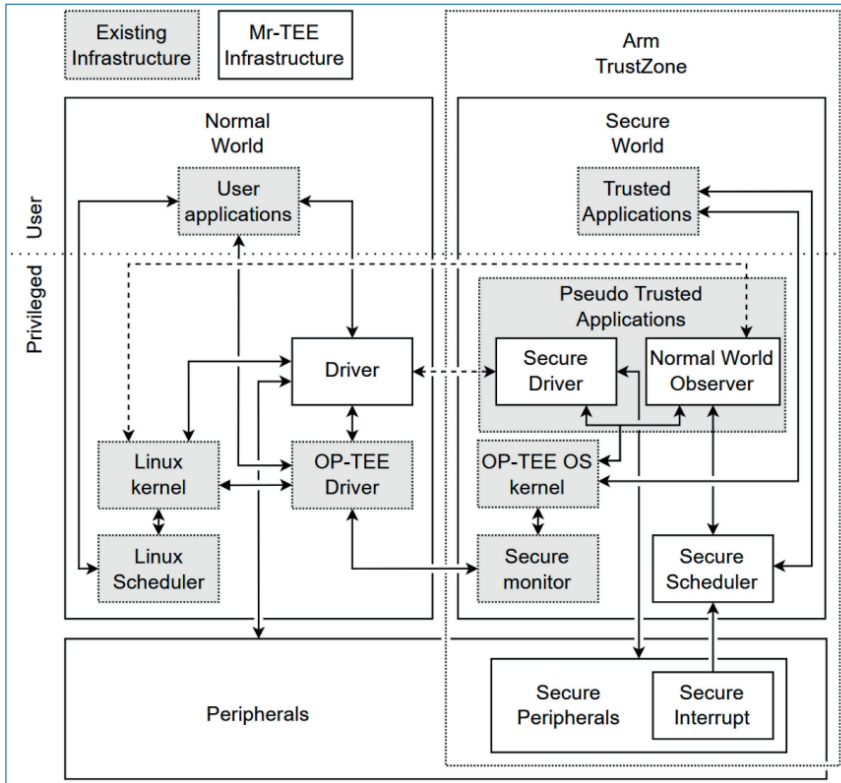 Existing
Infrastructure
Mr-TEE
Infrastructure
Arm
TrustZone
Normal
World
Secure
World
User
Privileged
User
applications
Trusted
Applications
Pseudo Trusted
Applications
Driver
Secure
Driver
Normal World
Observer
Linux
kernel
OP-TEE
Driver
OP-TEE OS
kernel
Linux
Scheduler
Secure
monitor
Secure
Scheduler
Peripherals
Secure
Peripherals
Secure
Interrupt